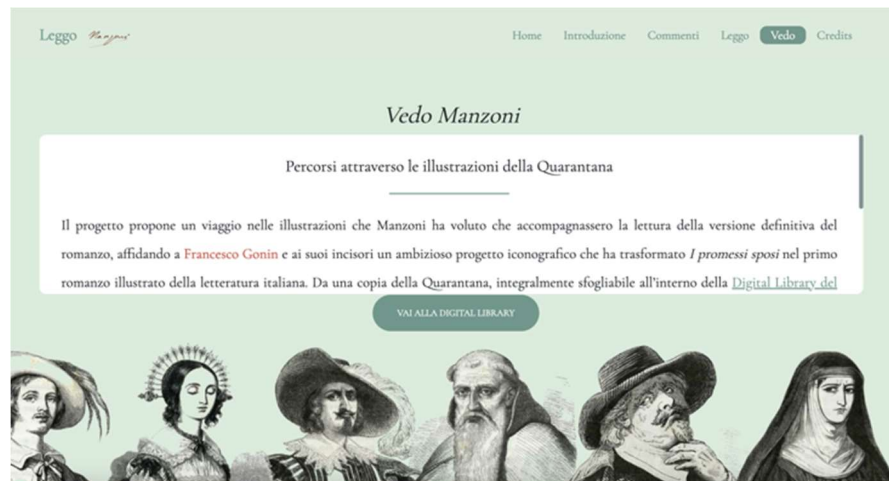 Leggo Manzoni
Home Introduzione Commenti Leggo Vedo Credits
Vedo Manzoni
Percorsi attraverso le illustrazioni della Quarantana
Il progetto propone un viaggio nelle illustrazioni che Manzoni ha voluto che accompagnassero la lettura della versione definitiva del
romanzo, affidando a Francesco Gonin e ai suoi incisori un ambizioso progetto iconografico che ha trasformato I promessi sposi nel primo
romanzo illustrato della letteratura italiana. Da una copia della Quarantana, integralmente sfogliabile all’interno della Digital Library del
VAI ALLA DIGITAL LIBRARY